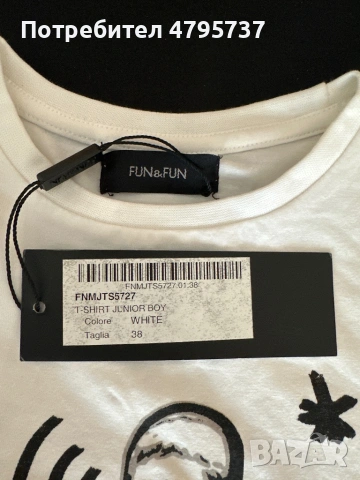 Потребител 4795737
FUN&FUN
FNMJTS5727.01.38
FNMJTS5727
T-SHIRT JUNIOR BOY
Colore WHITE
Taglia 38
BAZAR